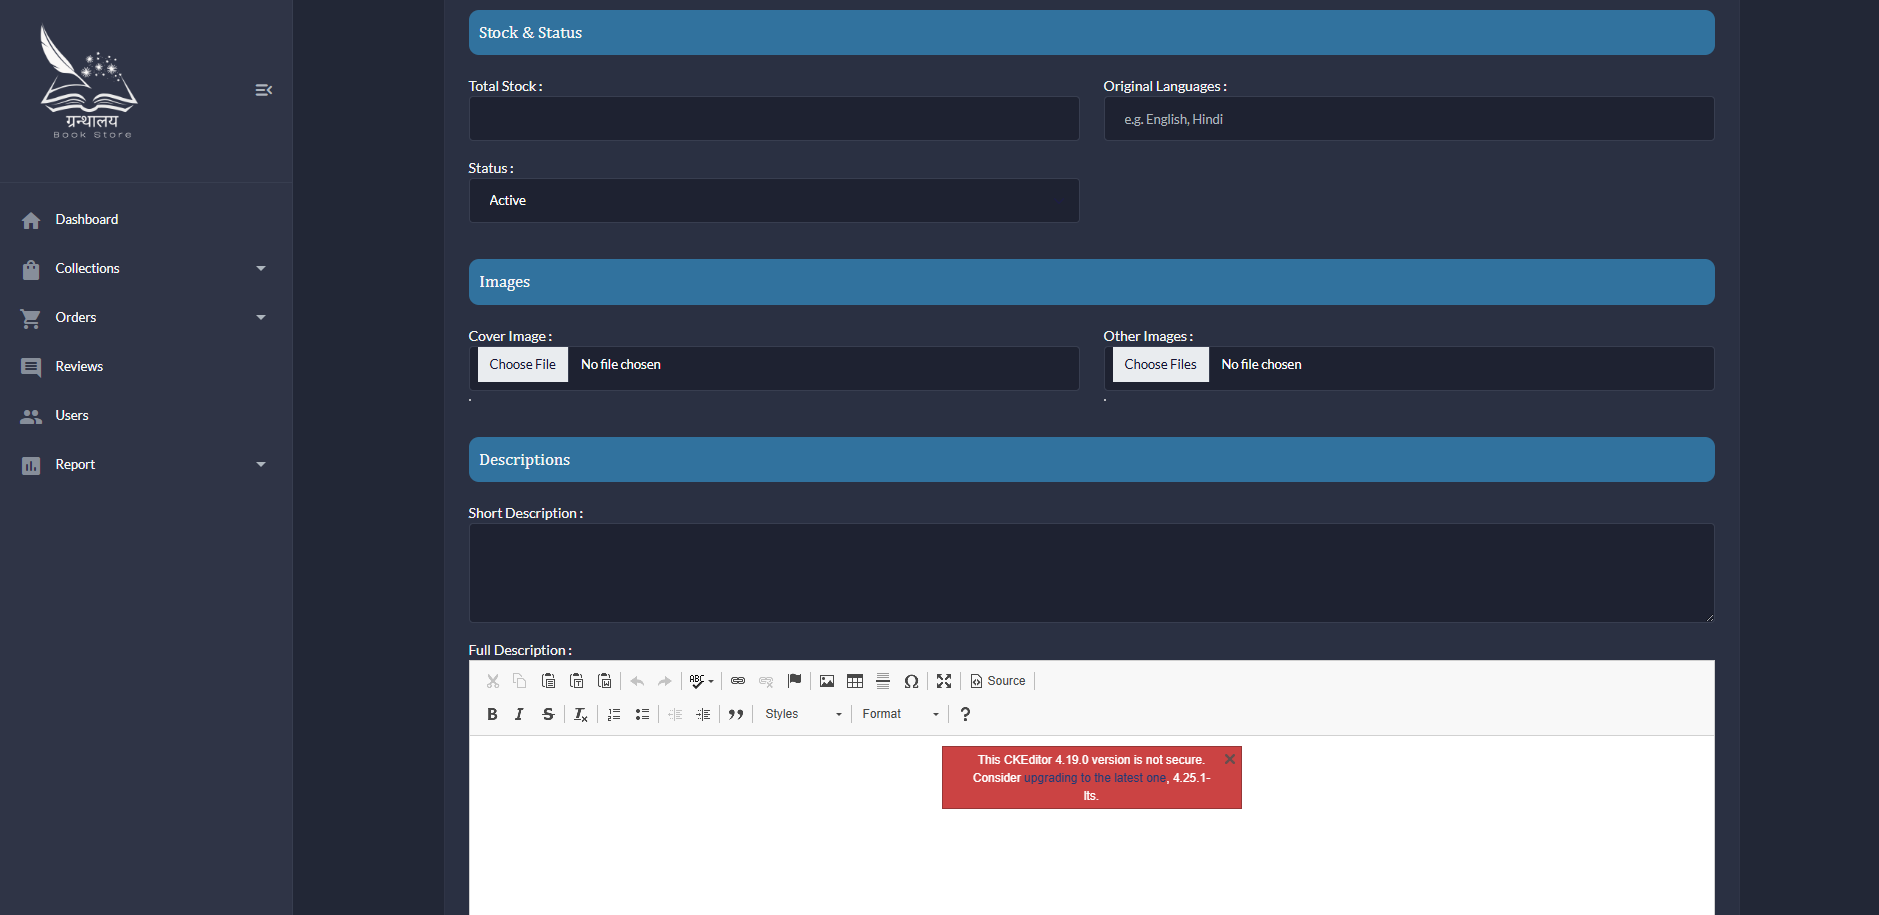 ग्रन्थालय
Book Store
Dashboard
Collections
Orders
Reviews
Users
Report
Stock & Status
Total Stock :
Original Languages :
e.g. English, Hindi
Status :
Active
Images
Cover Image :
Other Images :
Choose File No file chosen
Choose Files No file chosen
.
.
Descriptions
Short Description :
Full Description :
ABC
Source
B I S Tx
Styles
Format
?
This CKEditor 4.19.0 version is not secure.
Consider upgrading to the latest one, 4.25.1-
lts.